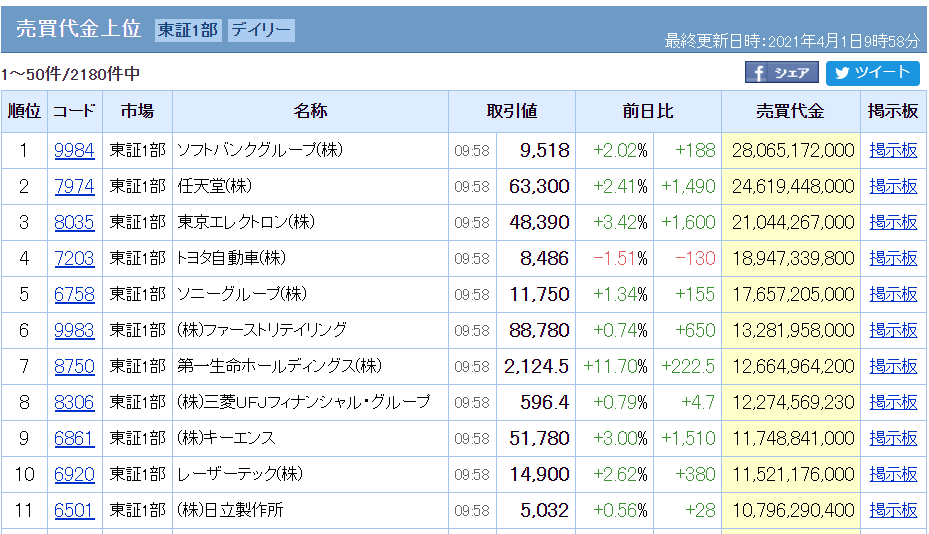 売買代金上位 東証1部 デイリー
最終更新日時：2021年4月1日9時58分
1～50件/2180件中 シェア ツイート
順位 コード 市場 名称 取引値 前日比 売買代金 掲示板
1 9984 東証1部 ソフトバンクグループ(株) 09:58 9,518 +2.02% +188 28,065,172,000 掲示板
2 7974 東証1部 任天堂(株) 09:58 63,300 +2.41% +1,490 24,619,448,000 掲示板
3 8035 東証1部 東京エレクトロン(株) 09:58 48,390 +3.42% +1,600 21,044,267,000 掲示板
4 7203 東証1部 トヨタ自動車(株) 09:58 8,486 -1.51% -130 18,947,339,800 掲示板
5 6758 東証1部 ソニーグループ(株) 09:58 11,750 +1.34% +155 17,657,205,000 掲示板
6 9983 東証1部 (株)ファーストリテイリング 09:58 88,780 +0.74% +650 13,281,958,000 掲示板
7 8750 東証1部 第一生命ホールディングス(株) 09:58 2,124.5 +11.70% +222.5 12,664,964,200 掲示板
8 8306 東証1部 (株)三菱UFJフィナンシャル・グループ 09:58 596.4 +0.79% +4.7 12,274,569,230 掲示板
9 6861 東証1部 (株)キーエンス 09:58 51,780 +3.00% +1,510 11,748,841,000 掲示板
10 6920 東証1部 レーザーテック(株) 09:58 14,900 +2.62% +380 11,521,176,000 掲示板
11 6501 東証1部 (株)日立製作所 09:58 5,032 +0.56% +28 10,796,290,400 掲示板